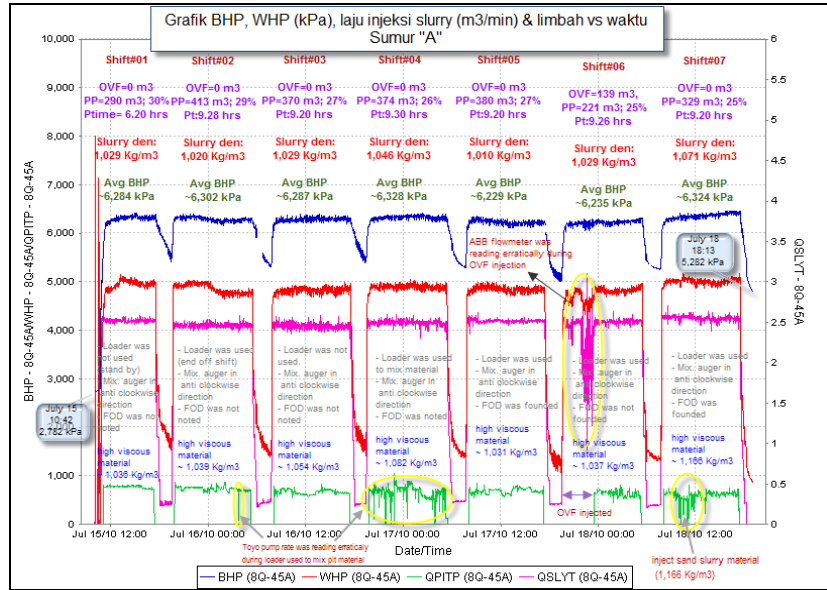 Grafik BHP, WHP (kPa), laju injeksi slurry (m3/min) & limbah vs waktu
Sumur "A"
10,000
9,000
8,000
7,000
6,000
5,000
4,000
3,000
2,000
1,000
0
BHP - 8Q-45A/WHP - 8Q-45A/QPITP - 8Q-45A
6
5.5
5
4.5
4
3.5
3
2.5
2
1.5
1
0.5
0
QSLYT - 8Q-45A
Shift#01
OVF=0 m3
PP=290 m3; 30%
Ptime= 6.20 hrs
Slurry den:
1,029 Kg/m3
Avg BHP
~6,284 kPa
- Loader was
not used
(stand by)
- Mix. auger in
anti clockwise
direction
- FOD was not
noted
high viscous
material
~ 1,036 Kg/m3
Shift#02
OVF=0 m3
PP=413 m3; 29%
Pt:9.28 hrs
Slurry den:
1,020 Kg/m3
Avg BHP
~6,302 kPa
- Loader was used
(end off shift)
- Mix. auger in
anti clockwise
direction
- FOD was not
noted
high viscous
material
~ 1,039 Kg/m3
Shift#03
OVF=0 m3
PP=370 m3; 27%
Pt:9.20 hrs
Slurry den:
1,029 Kg/m3
Avg BHP
~6,287 kPa
- Loader was not
used.
- Mix. auger in
anti clockwise
direction
- FOD was not
noted
high viscous
material
~ 1,054 Kg/m3
Shift#04
OVF=0 m3
PP=374 m3; 26%
Pt:9.30 hrs
Slurry den:
1,046 Kg/m3
Avg BHP
~6,328 kPa
- Loader was used
to mix material
- Mix. auger in
anti clockwise
direction
- FOD was noted
high viscous
material
~ 1,082 Kg/m3
Shift#05
OVF=0 m3
PP=380 m3; 27%
Pt:9.20 hrs
Slurry den:
1,010 Kg/m3
Avg BHP
~6,229 kPa
ABB flowmeter was
reading erratically during
OVF injection
- Loader was used
- Mix. auger in
anti clockwise
direction
- FOD was founded
high viscous
material
~ 1,031 Kg/m3
Shift#06
OVF=139 m3,
PP=221 m3; 25%
Pt:9.26 hrs
Slurry den:
1,029 Kg/m3
Avg BHP
~6,235 kPa
- Loader was used
- Mix. auger in
anti clockwise
direction
- FOD was not
founded
high viscous
material
~ 1,037 Kg/m3
OVF injected
Shift#07
OVF=0 m3
PP=329 m3; 25%
Pt:9.20 hrs
Slurry den:
1,071 Kg/m3
Avg BHP
~6,324 kPa
July 18
18:13
5,282 kPa
- Loader was used
- Mix. auger in
anti clockwise
direction
- FOD was
founded
high viscous
material
~ 1,166 Kg/m3
July 15
10:42
2,782 kPa
Jul 15/10 12:00
Jul 16/10 0:00
Jul 16/10 12:00
Jul 17/10 0:00
Jul 17/10 12:00
Jul 18/10 0:00
Jul 18/10 12:00
Toyo pump rate was reading erratically
during loader used to mix pit material
Date/Time
inject sand slurry material
(1,166 Kg/m3)
BHP (8Q-45A)
WHP (8Q-45A)
QPITP (8Q-45A)
QSLYT (8Q-45A)